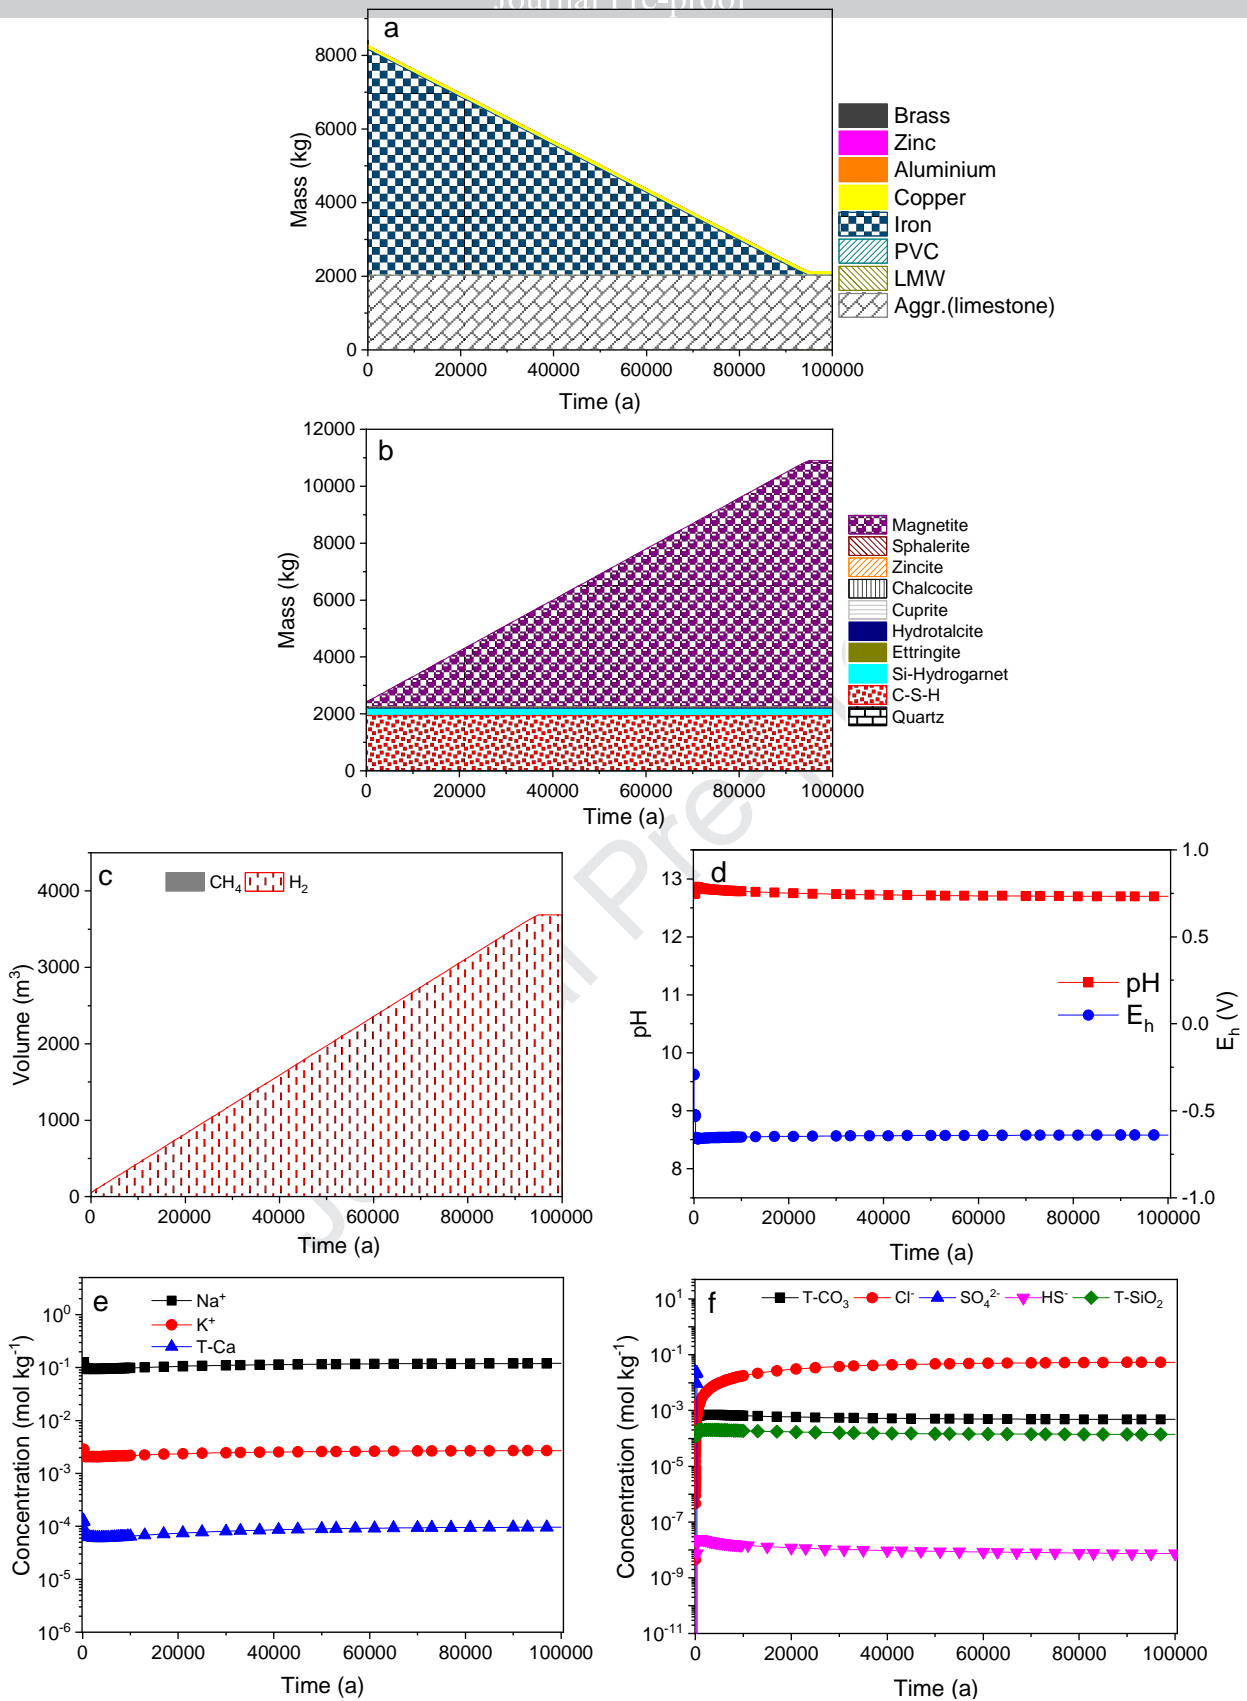 Journal Pre-proof
a
8000
6000
4000
2000
0
Mass (kg)
0 20000 40000 60000 80000 100000
Time (a)
Brass
Zinc
Aluminium
Copper
Iron
PVC
LMW
Aggr.(limestone)
b
12000
10000
8000
6000
4000
2000
0
Mass (kg)
0 20000 40000 60000 80000 100000
Time (a)
Magnetite
Sphalerite
Zincite
Chalcocite
Cuprite
Hydrotalcite
Ettringite
Si-Hydrogarnet
C-S-H
Quartz
c
CH₄ H₂
4000
3000
2000
1000
0
Volume (m³)
0 20000 40000 60000 80000 100000
Time (a)
d
13
12
11
10
9
8
pH
1.0
0.5
0.0
-0.5
-1.0
Eₕ (V)
pH
Eₕ
0 20000 40000 60000 80000 100000
Time (a)
e
Na⁺
K⁺
T-Ca
10⁰
10⁻¹
10⁻²
10⁻³
10⁻⁴
10⁻⁵
10⁻⁶
Concentration (mol kg⁻¹)
0 20000 40000 60000 80000 100000
Time (a)
f
T-CO₃ Cl⁻ SO₄²⁻ HS⁻ T-SiO₂
10¹
10⁻¹
10⁻³
10⁻⁵
10⁻⁷
10⁻⁹
10⁻¹¹
Concentration (mol kg⁻¹)
0 20000 40000 60000 80000 100000
Time (a)